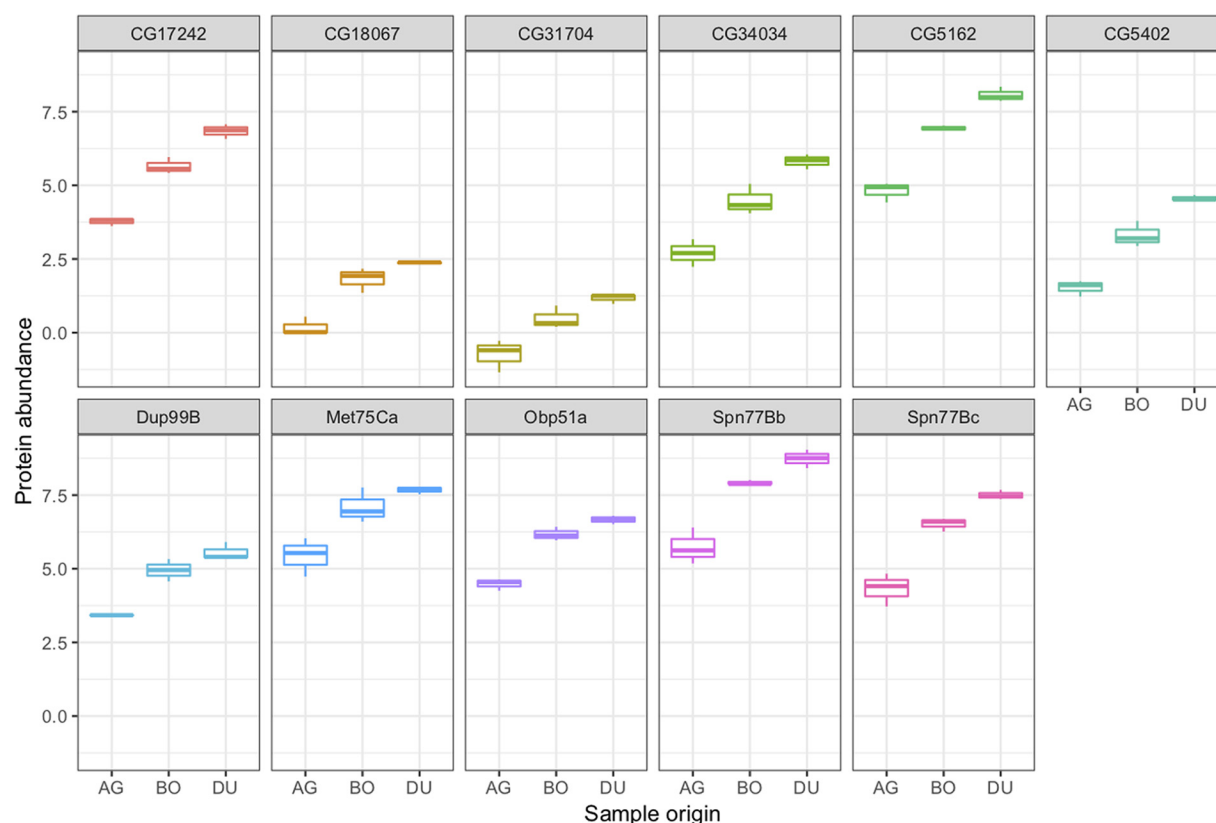 CG17242 CG18067 CG31704 CG34034 CG5162 CG5402
7.5
5.0
2.5
0.0
AG BO DU
Dup99B Met75Ca Obp51a Spn77Bb Spn77Bc
7.5
5.0
2.5
0.0
AG BO DU AG BO DU AG BO DU AG BO DU AG BO DU
Sample origin
Protein abundance